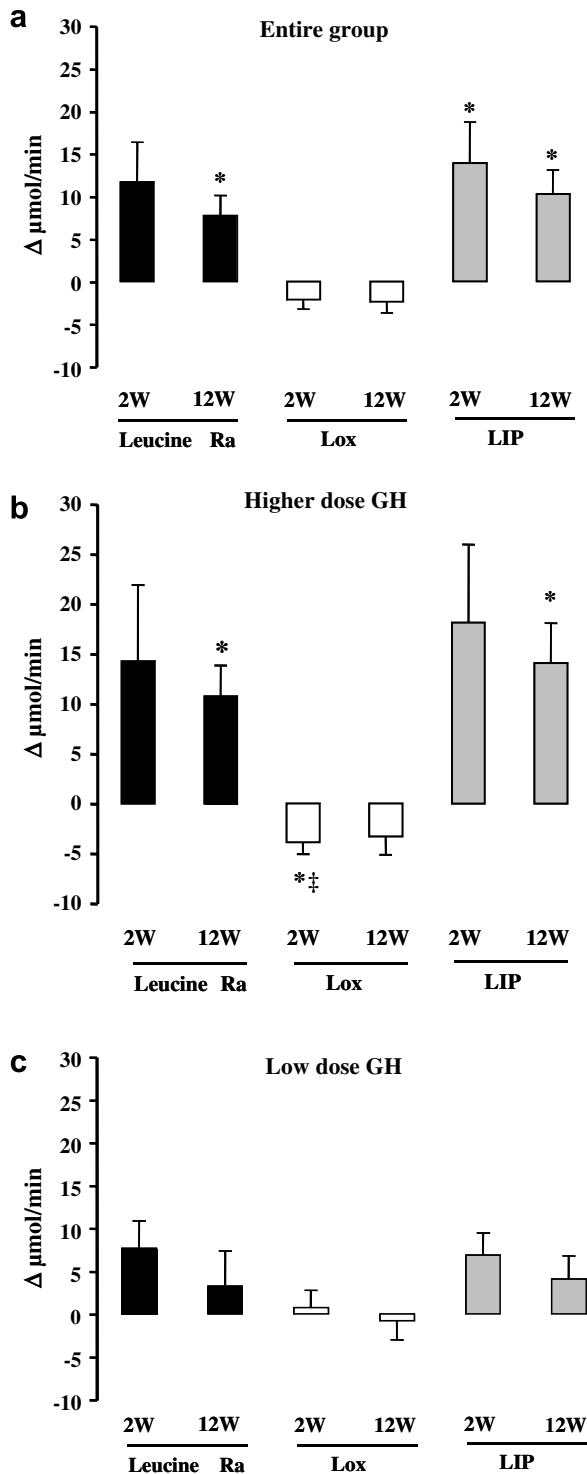 a
Entire group
30
25
20
15
10
5
0
-5
-10
Δ μmol/min
* * *
2W 12W 2W 12W 2W 12W
Leucine Ra Lox LIP
b
Higher dose GH
30
25
20
15
10
5
0
-5
-10
Δ μmol/min
* *
*‡
2W 12W 2W 12W 2W 12W
Leucine Ra Lox LIP
c
Low dose GH
30
25
20
15
10
5
0
-5
-10
Δ μmol/min
2W 12W 2W 12W 2W 12W
Leucine Ra Lox LIP